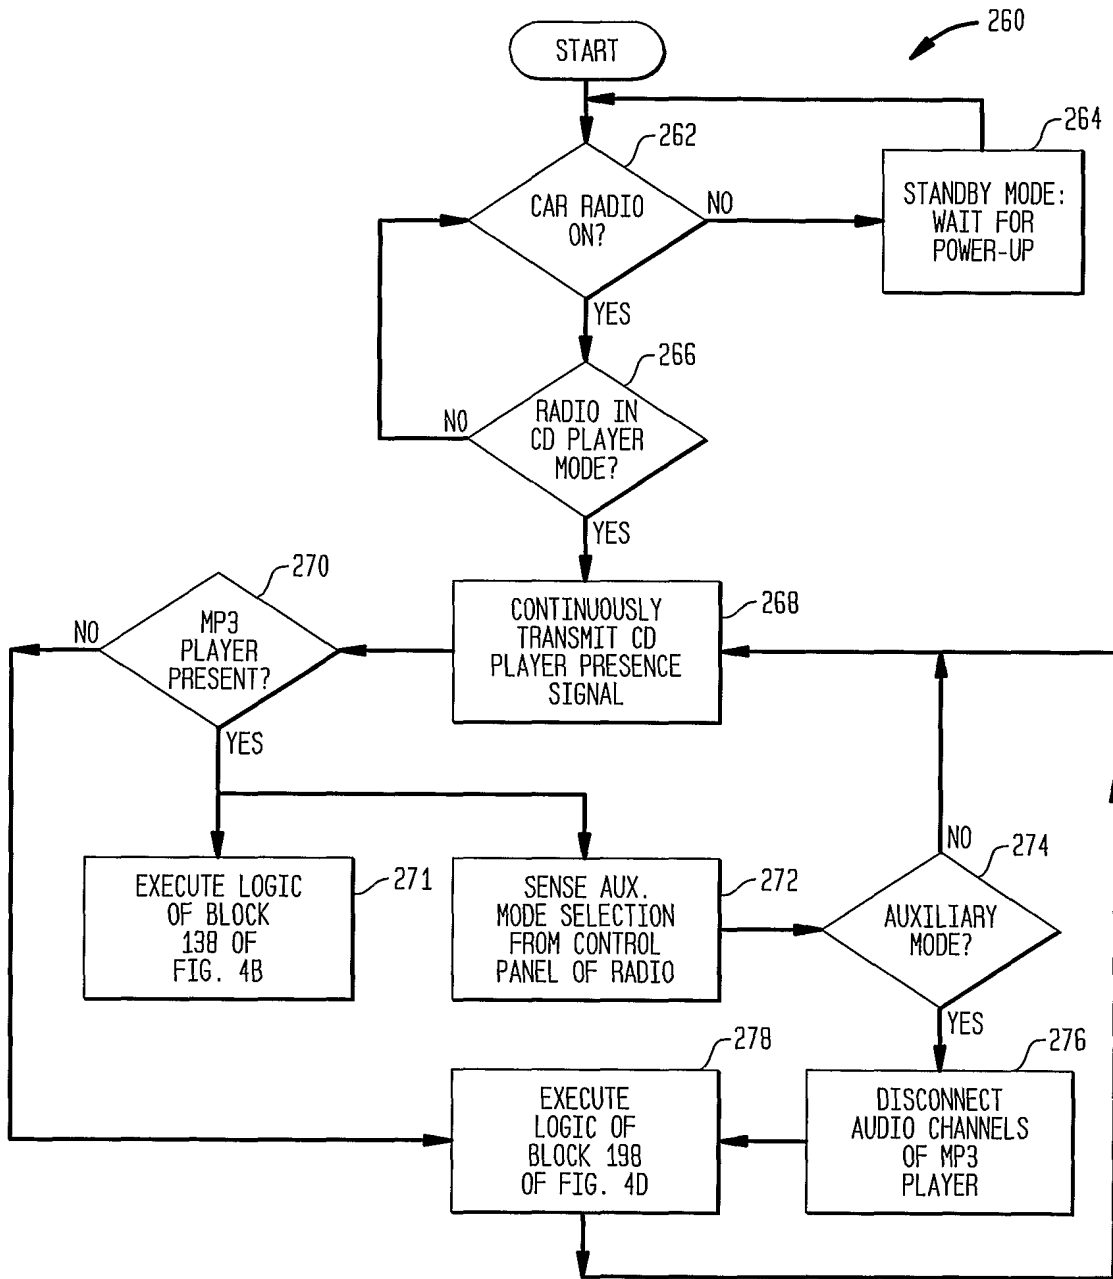 260
START
262
264
CAR RADIO
ON?
NO
STANDBY MODE:
WAIT FOR
POWER-UP
YES
266
NO
RADIO IN
CD PLAYER
MODE?
YES
270
268
NO
MP3
PLAYER
PRESENT?
CONTINUOUSLY
TRANSMIT CD
PLAYER PRESENCE
SIGNAL
YES
271
EXECUTE LOGIC
OF BLOCK
138 OF
FIG. 4B
272
SENSE AUX.
MODE SELECTION
FROM CONTROL
PANEL OF RADIO
NO
274
AUXILIARY
MODE?
YES
278
276
EXECUTE
LOGIC OF
BLOCK 198
OF FIG. 4D
DISCONNECT
AUDIO CHANNELS
OF MP3
PLAYER